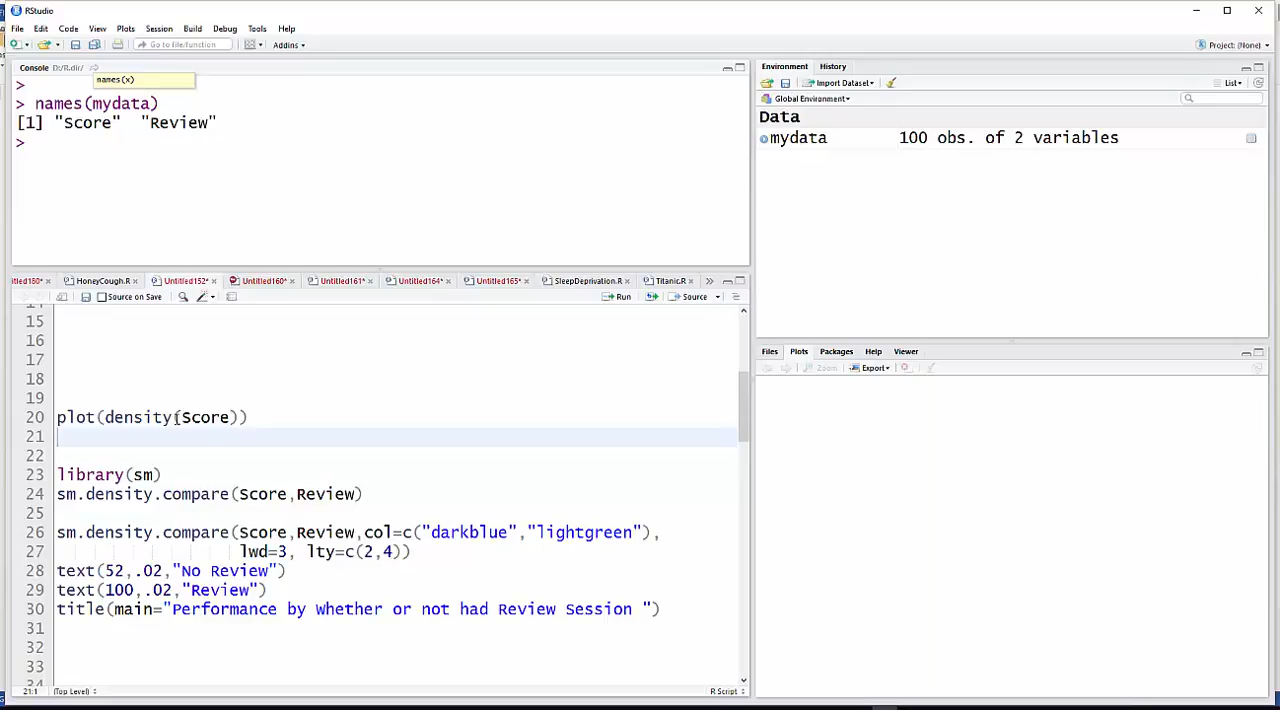 RStudio
File Edit Code View Plots Session Build Debug Tools Help
Go to file/function Addins Project: (None)
Console D:/R.dir/
names(x)
>
> names(mydata)
[1] "Score"  "Review"
>
Environment History
Import Dataset List
Global Environment
Data
mydata 100 obs. of 2 variables
ntitled150* HoneyCough.R Untitled152* Untitled160* Untitled161* Untitled164* Untitled165* SleepDeprivation.R Titanic.R
Source on Save Run Source
14
15
16
17
18
19
20 plot(density(Score))
21
22
23 library(sm)
24 sm.density.compare(Score,Review)
25
26 sm.density.compare(Score,Review,col=c("darkblue","lightgreen"),
27 lwd=3, lty=c(2,4))
28 text(52,.02,"No Review")
29 text(100,.02,"Review")
30 title(main="Performance by Whether or not had Review Session ")
31
32
33
34
21:1 (Top Level) R Script
Files Plots Packages Help Viewer
Zoom Export